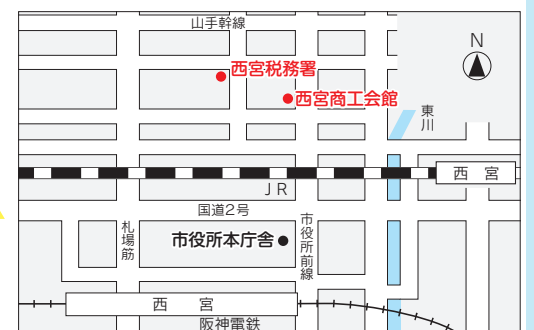 山手幹線
N
西宮税務署
西宮商工会館
東川
西 宮
JR
国道2号
札場筋
市役所前線
市役所本庁舎
西 宮
阪神電鉄